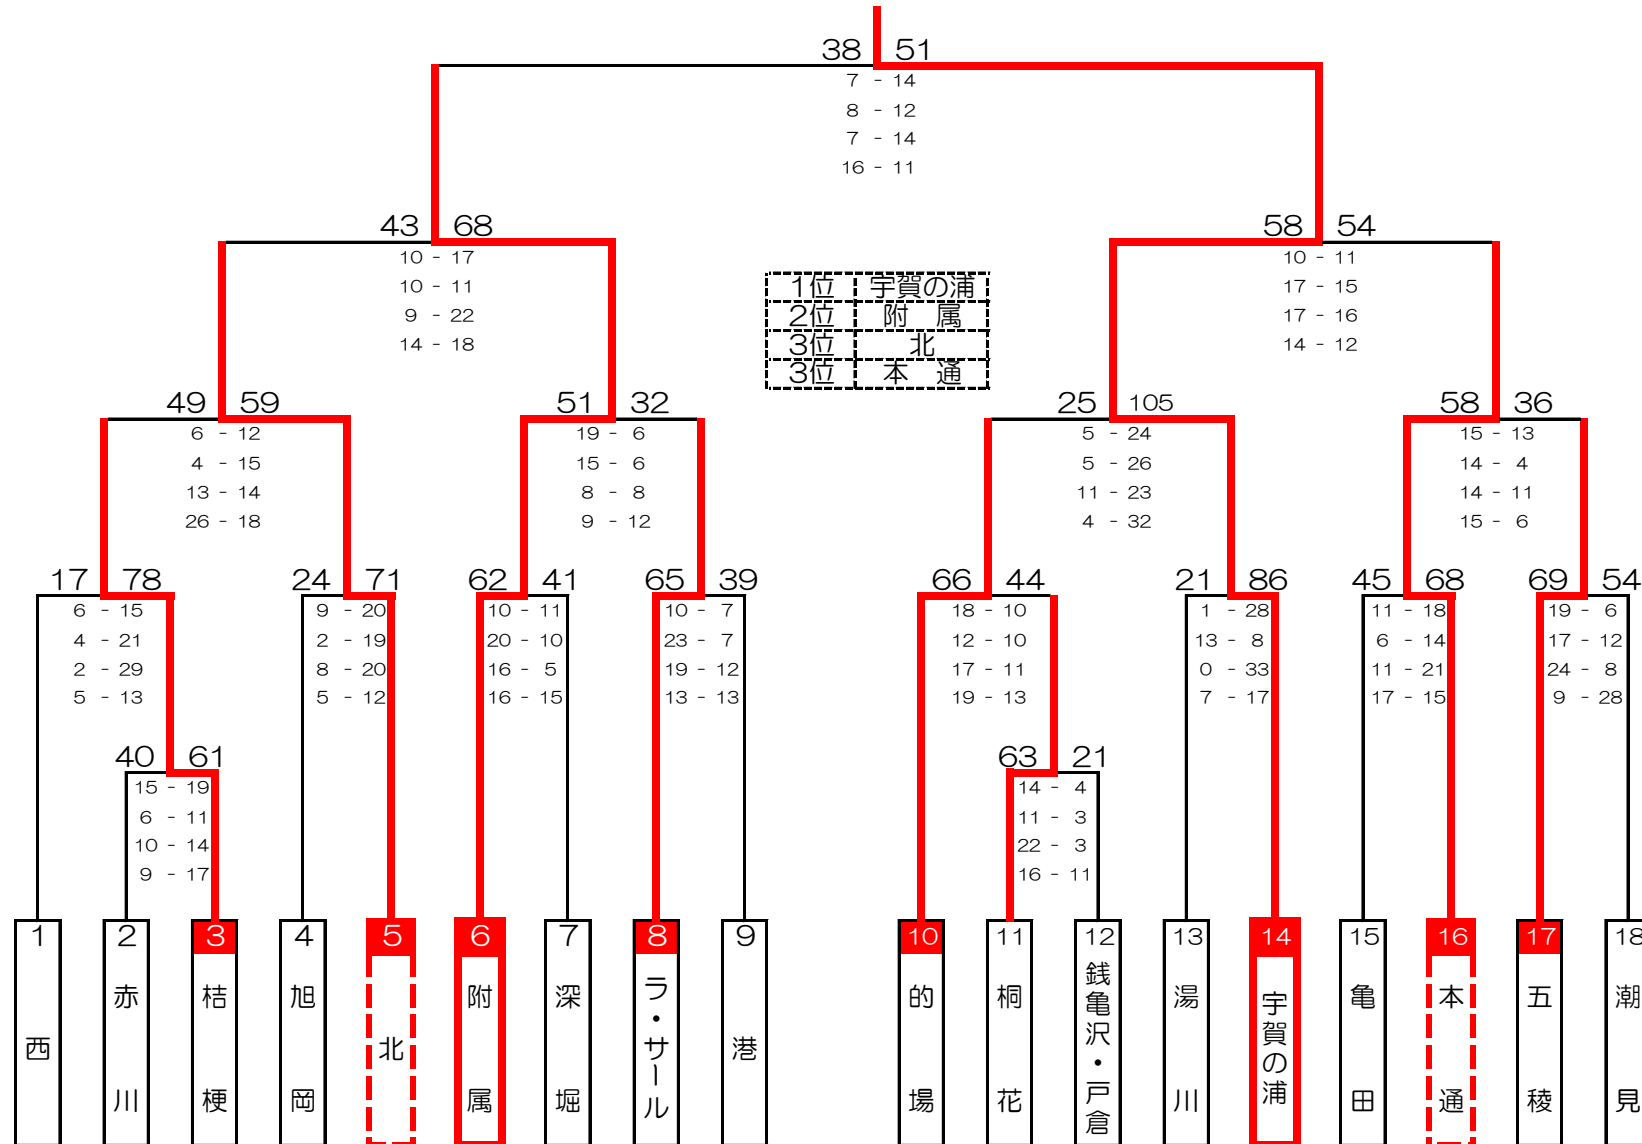 38 51
7 - 14
8 - 12
7 - 14
16 - 11
43 68
10 - 17
10 - 11
9 - 22
14 - 18
58 54
10 - 11
17 - 15
17 - 16
14 - 12
1位 宇賀の浦
2位 附 属
3位 北
3位 本 通
49 59
6 - 12
4 - 15
13 - 14
26 - 18
51 32
19 - 6
15 - 6
8 - 8
9 - 12
25 105
5 - 24
5 - 26
11 - 23
4 - 32
58 36
15 - 13
14 - 4
14 - 11
15 - 6
17 78
6 - 15
4 - 21
2 - 29
5 - 13
24 71
9 - 20
2 - 19
8 - 20
5 - 12
62 41
10 - 11
20 - 10
16 - 5
16 - 15
65 39
10 - 7
23 - 7
19 - 12
13 - 13
66 44
18 - 10
12 - 10
17 - 11
19 - 13
21 86
1 - 28
13 - 8
0 - 33
7 - 17
45 68
11 - 18
6 - 14
11 - 21
17 - 15
69 54
19 - 6
17 - 12
24 - 8
9 - 28
40 61
15 - 19
6 - 11
10 - 14
9 - 17
63 21
14 - 4
11 - 3
22 - 3
16 - 11
1 西
2 赤川
3 桔梗
4 旭岡
5 北
6 附属
7 深堀
8 ラ・サール
9 港
10 的場
11 桐花
12 銭亀沢・戸倉
13 湯川
14 宇賀の浦
15 亀田
16 本通
17 五稜
18 潮見